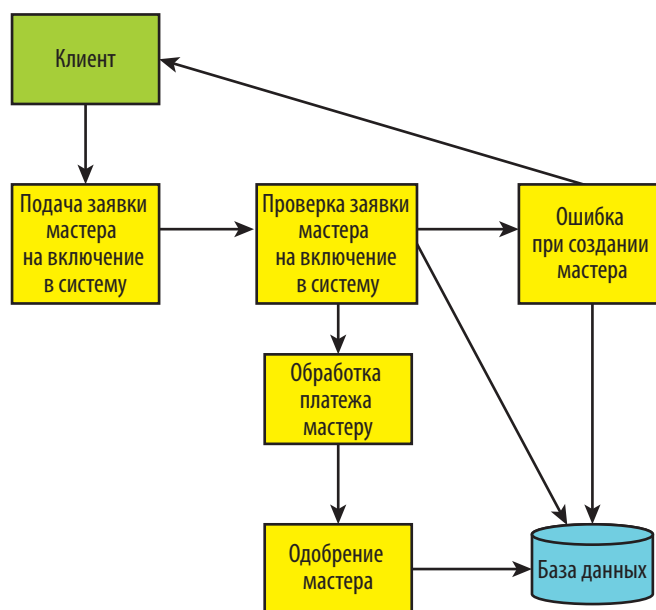 Клиент
Подача заявки
мастера
на включение
в систему
Проверка заявки
мастера
на включение
в систему
Ошибка
при создании
мастера
Обработка
платежа
мастеру
Одобрение
мастера
База данных